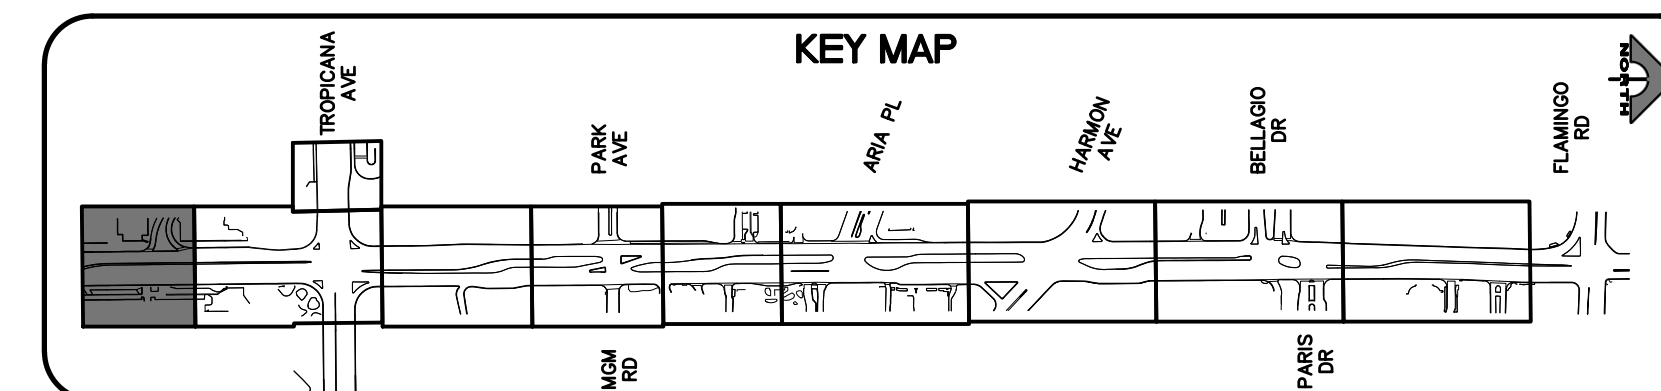 KEY MAP
NORTH
TROPICANA
AVE
PARK
AVE
ARIA PL
HARMON
AVE
BELLAGIO
DR
FLAMINGO
RD
MGM
RD
PARIS
DR